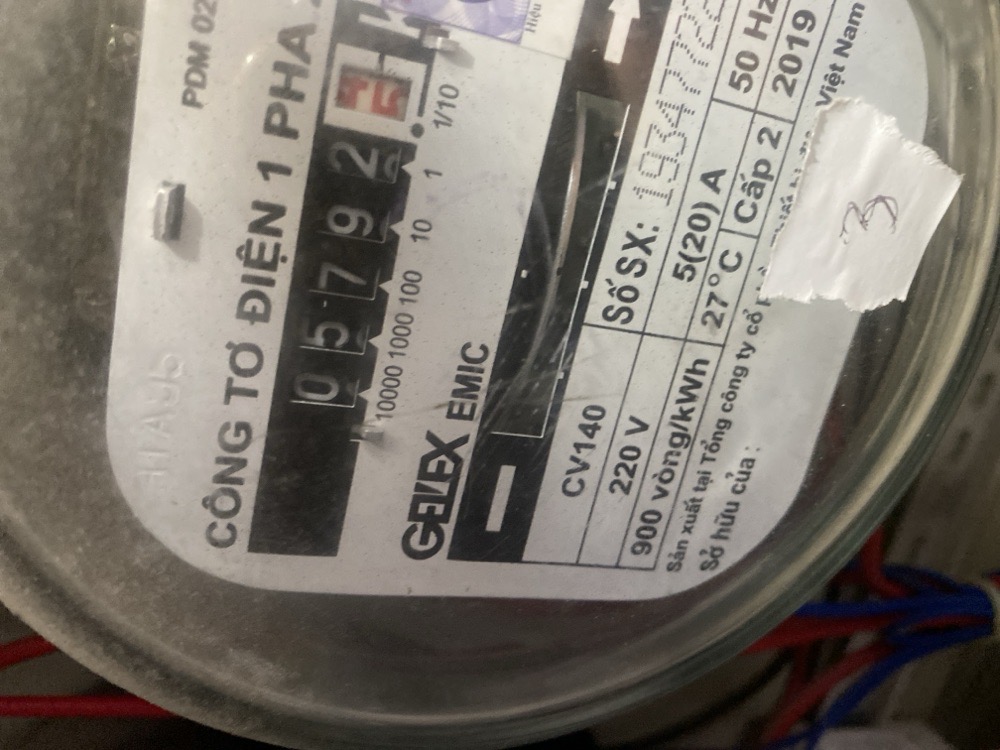 PDM 02
CÔNG TƠ ĐIỆN 1 PHA
0 5 7 9 2
10000 1000 100 10 1 1/10
GELEX EMIC
Hiệu
CV140
Số SX:
220 V
5(20) A
50 Hz
900 vòng/kWh
27°C
Cấp 2
2019
Sản xuất tại Tổng công ty cổ
Việt Nam
Sở hữu của :
3